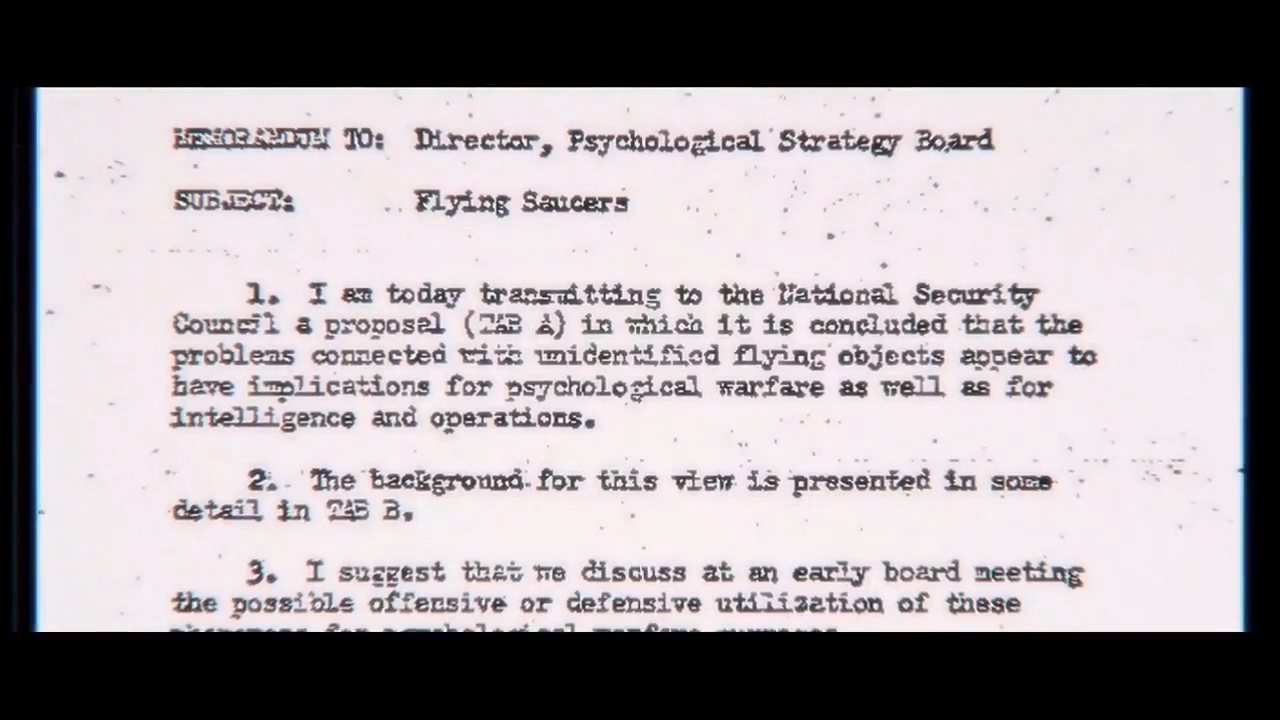 MEMORANDUM TO: Director, Psychological Strategy Board
SUBJECT: Flying Saucers
1. I am today transmitting to the National Security
Council a proposal (TAB A) in which it is concluded that the
problems connected with unidentified flying objects appear to
have implications for psychological warfare as well as for
intelligence and operations.
2. The background for this view is presented in some
detail in TAB B.
3. I suggest that we discuss at an early board meeting
the possible offensive or defensive utilization of these
for psychological warfare purposes.